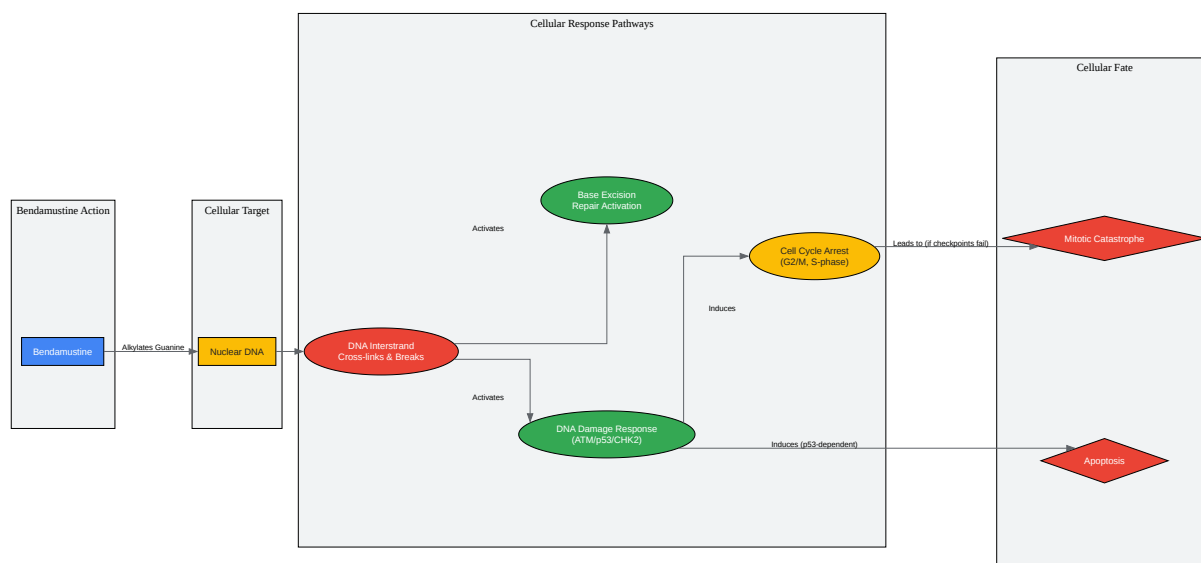 Cellular Response Pathways
Cellular Fate
Bendamustine Action
Cellular Target
Base Excision
Repair Activation
Activates
Cell Cycle Arrest
(G2/M, S-phase)
Leads to (if checkpoints fail)
Mitotic Catastrophe
Induces
Bendamustine
Alkylates Guanine
Nuclear DNA
DNA Interstrand
Cross-links & Breaks
Activates
DNA Damage Response
(ATM/p53/CHK2)
Induces (p53-dependent)
Apoptosis